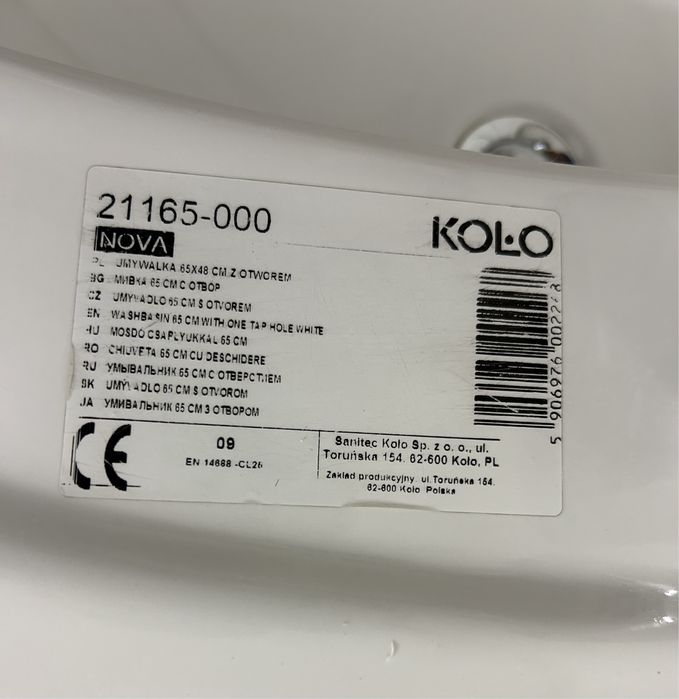 21165-000
KOŁO
NOVA
PL UMYWALKA 65X48 CM Z OTWOREM
BG МИВКА 65 СМ С ОТВОР
CZ UMYVADLO 65 CM S OTVOREM
EN WASHBASIN 65 CM WITH ONE TAP HOLE WHITE
HU MOSDO CSAPLYUKKAL 65 CM
RO CHIUVETA 65 CM CU DESCHIDERE
RU УМЫВАЛЬНИК 65 СМ С ОТВЕРСТИЕМ
SK UMÝVADLO 65 CM S OTVOROM
UA УМИВАЛЬНИК 65 СМ З ОТВОРОМ
5 906976 002243
CE
09
EN 14688 -CL25
Sanitec Koło Sp. z o. o., ul.
Toruńska 154, 62-600 Koło, PL
Zakład produkcyjny, ul.Toruńska 154,
62-600 Koło, Polska